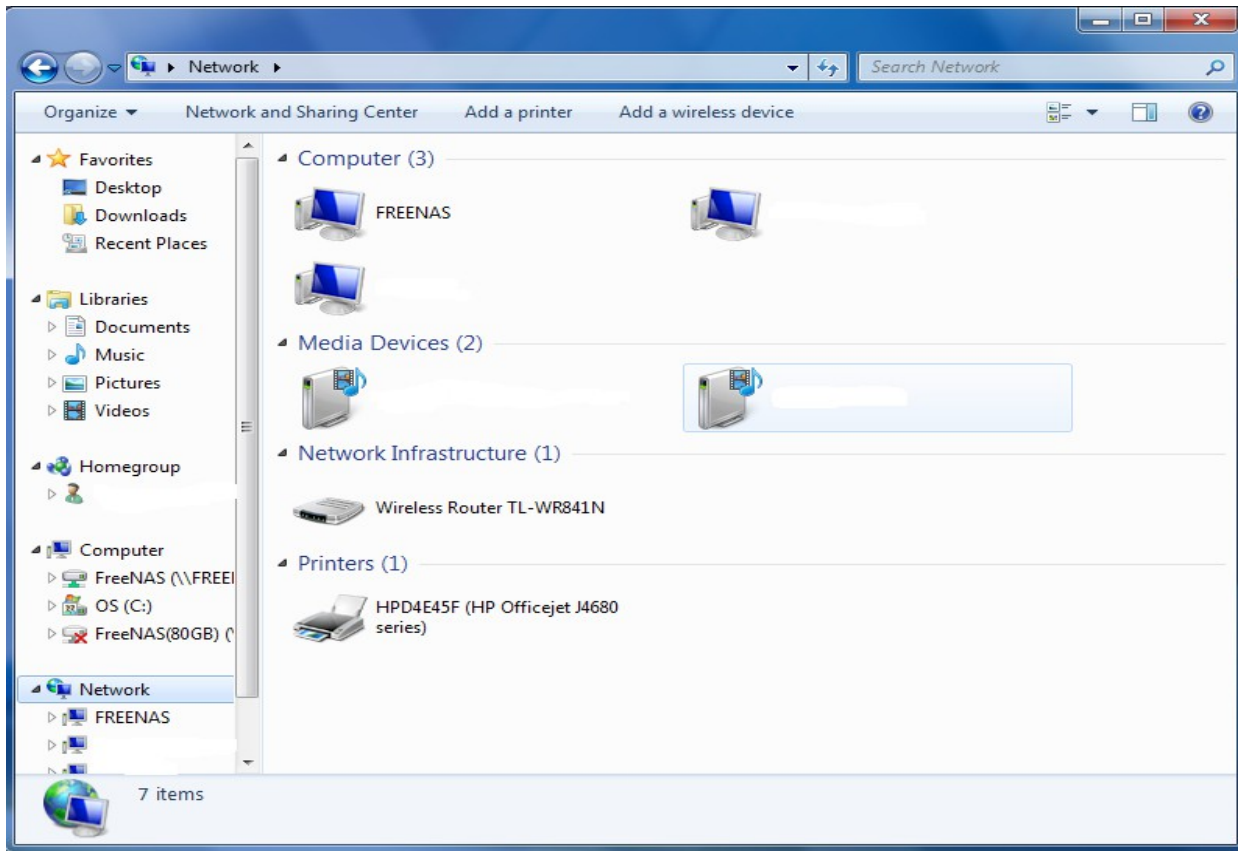 Network
Search Network
Organize
Network and Sharing Center
Add a printer
Add a wireless device
Favorites
Desktop
Downloads
Recent Places
Libraries
Documents
Music
Pictures
Videos
Homegroup
Computer
FreeNAS (\\FREE
OS (C:)
FreeNAS(80GB) (
Network
FREENAS
Computer (3)
FREENAS
Media Devices (2)
Network Infrastructure (1)
Wireless Router TL-WR841N
Printers (1)
HPD4E45F (HP Officejet J4680
series)
7 items